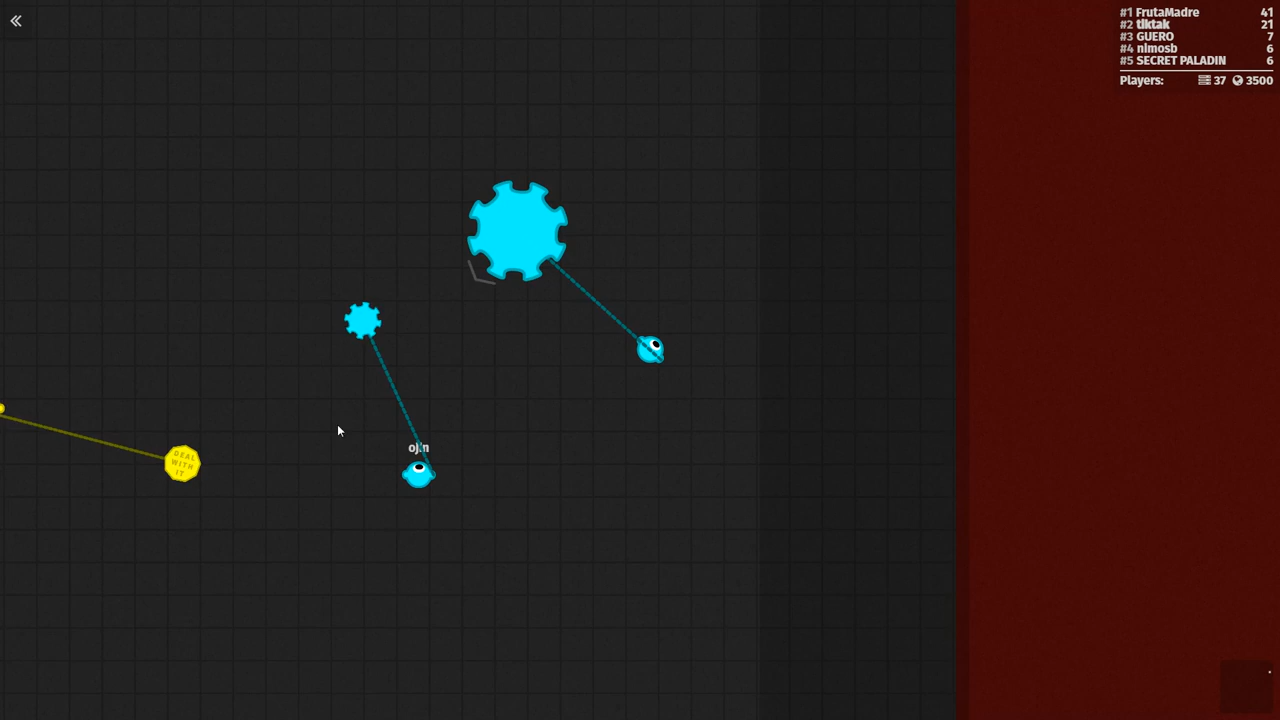 #1 FrutaMadre 41
#2 tiktak 21
#3 GUERO 7
#4 nlmosb 6
#5 SECRET PALADIN 6
Players: 37 3500
DEAL
WITH
IT.